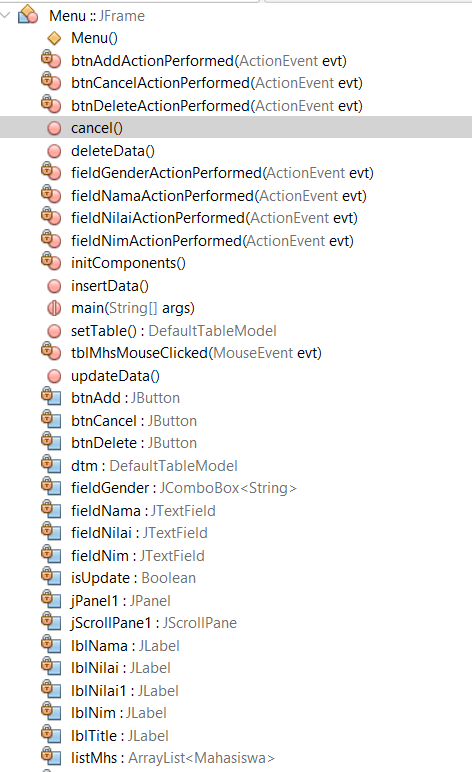 Menu :: JFrame
Menu()
btnAddActionPerformed(ActionEvent evt)
btnCancelActionPerformed(ActionEvent evt)
btnDeleteActionPerformed(ActionEvent evt)
cancel()
deleteData()
fieldGenderActionPerformed(ActionEvent evt)
fieldNamaActionPerformed(ActionEvent evt)
fieldNilaiActionPerformed(ActionEvent evt)
fieldNimActionPerformed(ActionEvent evt)
initComponents()
insertData()
main(String[] args)
setTable() : DefaultTableModel
tblMhsMouseClicked(MouseEvent evt)
updateData()
btnAdd : JButton
btnCancel : JButton
btnDelete : JButton
dtm : DefaultTableModel
fieldGender : JComboBox<String>
fieldNama : JTextField
fieldNilai : JTextField
fieldNim : JTextField
isUpdate : Boolean
jPanel1 : JPanel
jScrollPane1 : JScrollPane
lblNama : JLabel
lblNilai : JLabel
lblNilai1 : JLabel
lblNim : JLabel
lblTitle : JLabel
listMhs : ArrayList<Mahasiswa>